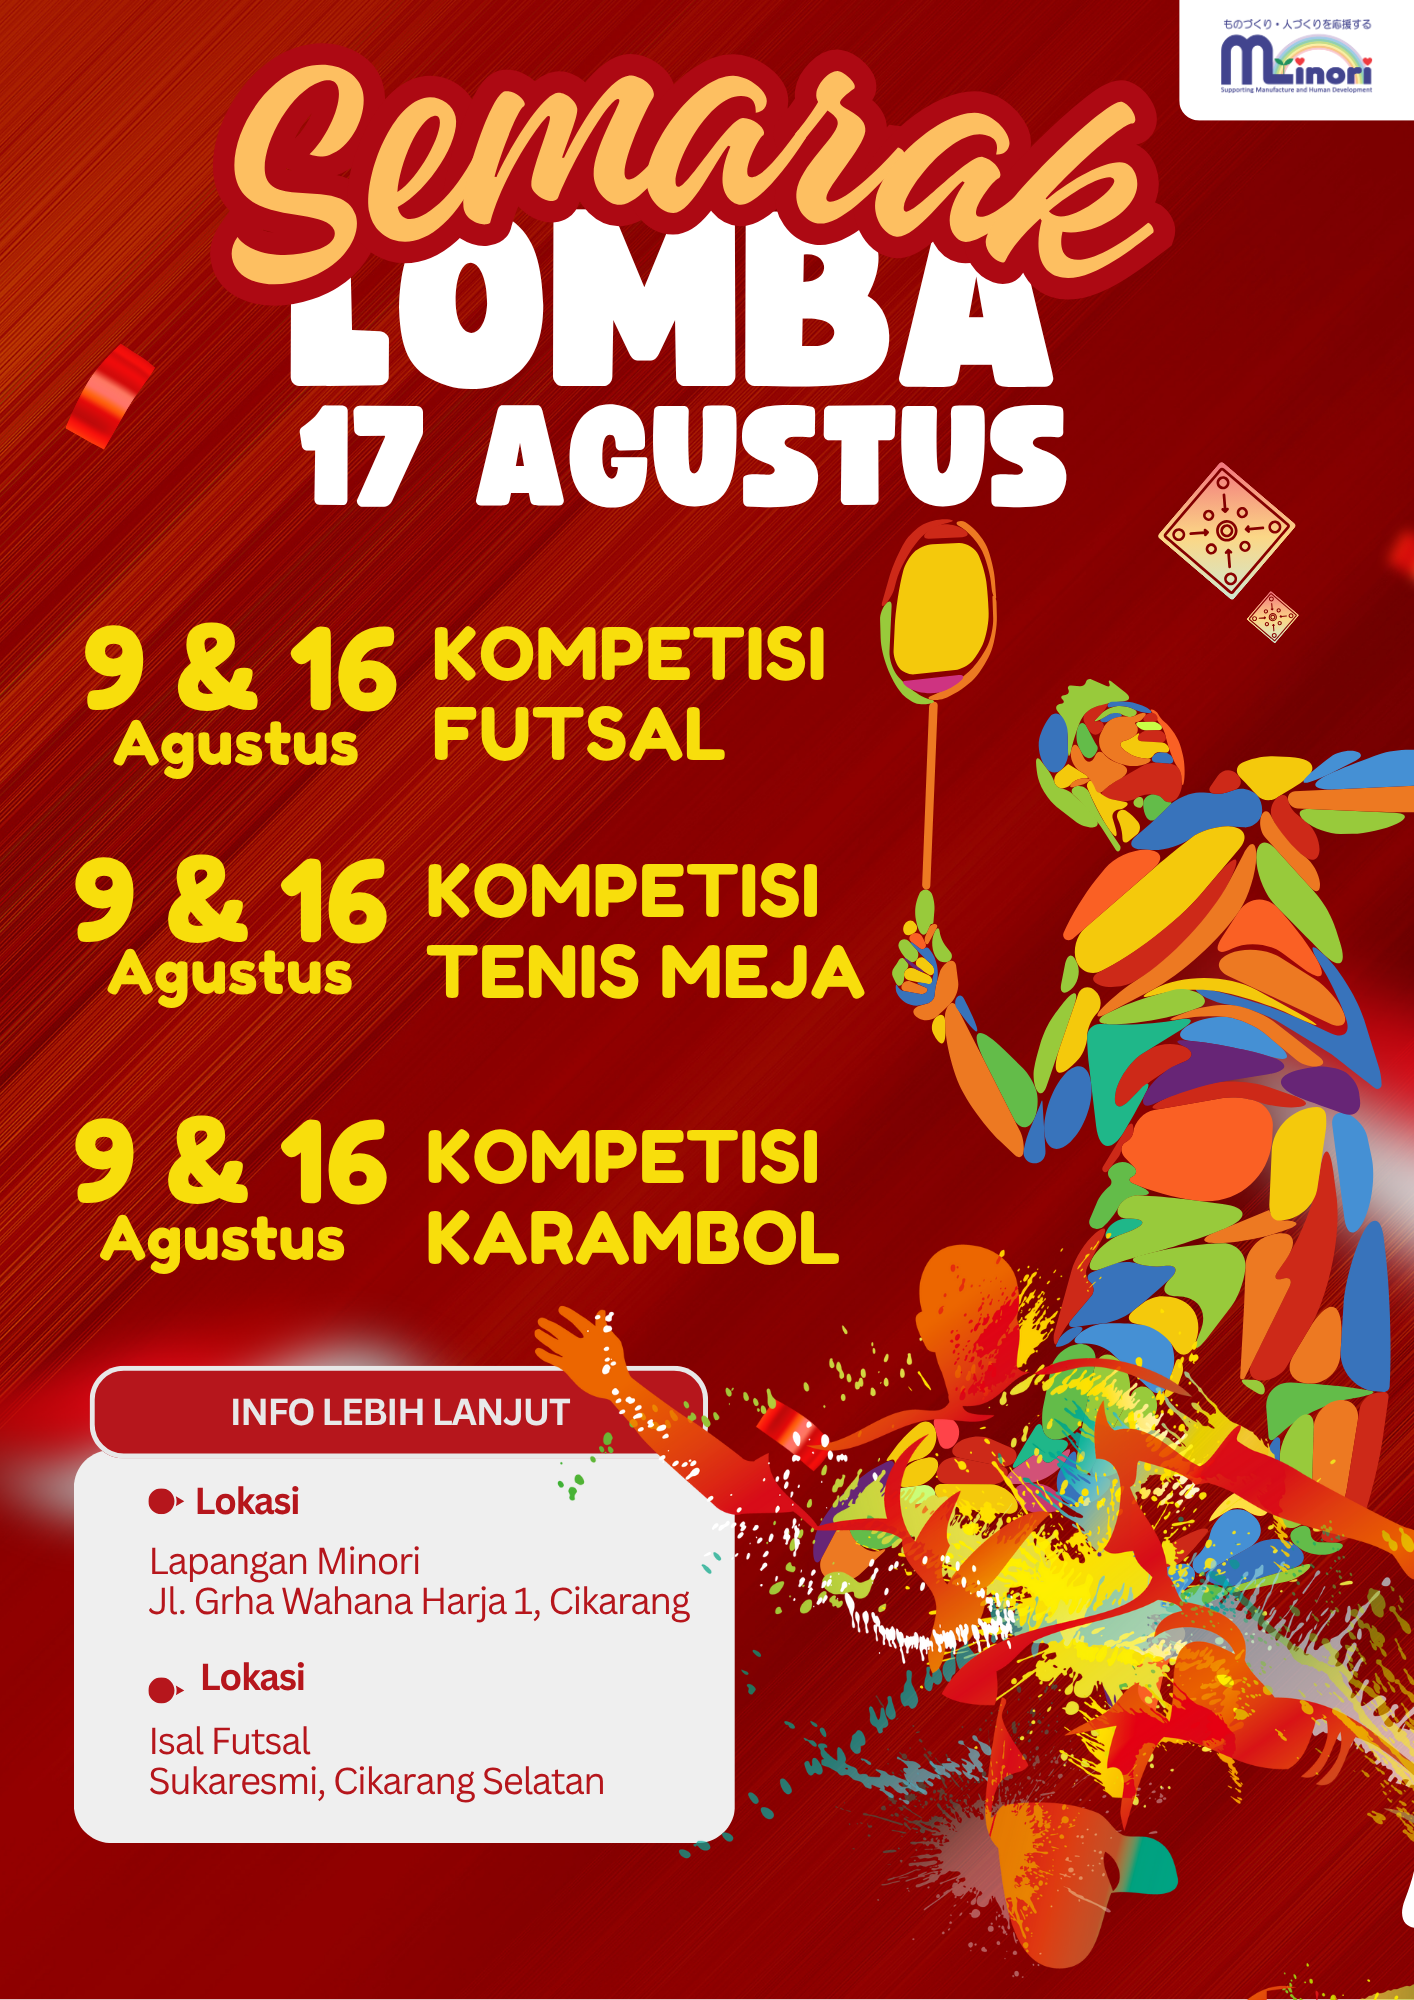 ものづくり・人づくりを応援する
Minori
Supporting Manufacture and Human Development
Semarak
LOMBA
17 AGUSTUS
9 & 16
Agustus
KOMPETISI
FUTSAL
9 & 16
Agustus
KOMPETISI
TENIS MEJA
9 & 16
Agustus
KOMPETISI
KARAMBOL
INFO LEBIH LANJUT
Lokasi
Lapangan Minori
Jl. Grha Wahana Harja 1, Cikarang
Lokasi
Isal Futsal
Sukaresmi, Cikarang Selatan